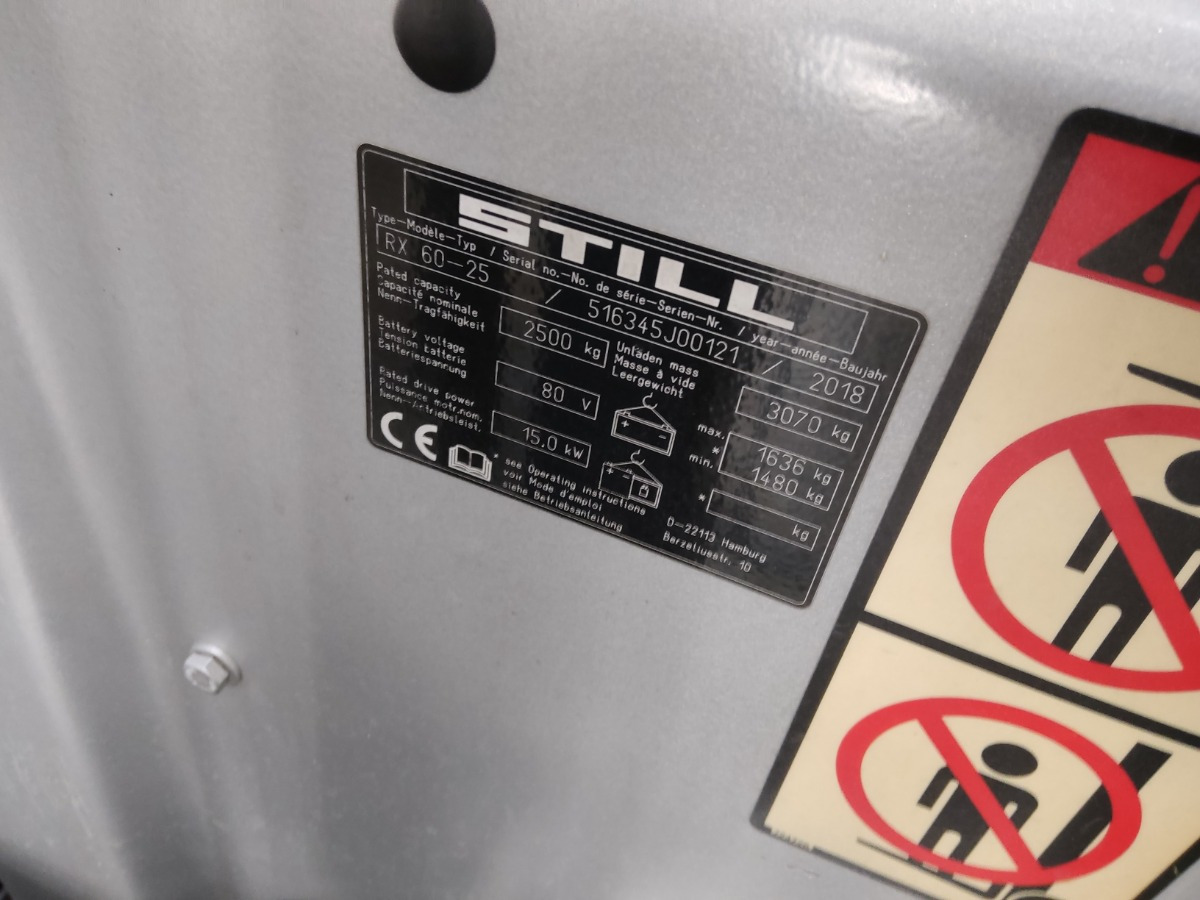 STILL
Type-Modèle-Typ / Serial no.-No. de série-Serien-Nr. / year-année-Baujahr
RX 60-25 / 516345J00121 / 2018
Rated capacity
Capacité nominale
Nenn-Tragfähigkeit
2500 kg
Unladen mass
Masse à vide
Leergewicht
3070 kg
Battery voltage
Tension batterie
Batteriespannung
80 V
max.
1636 kg
*
min.
1480 kg
Rated drive power
Puissance motr.nom.
Nenn-Antriebsleist.
15.0 kW
*
kg
CE
* see Operating instructions
voir Mode d'emploi
siehe Betriebsanleitung
D-22113 Hamburg
Berzeliusstr. 10